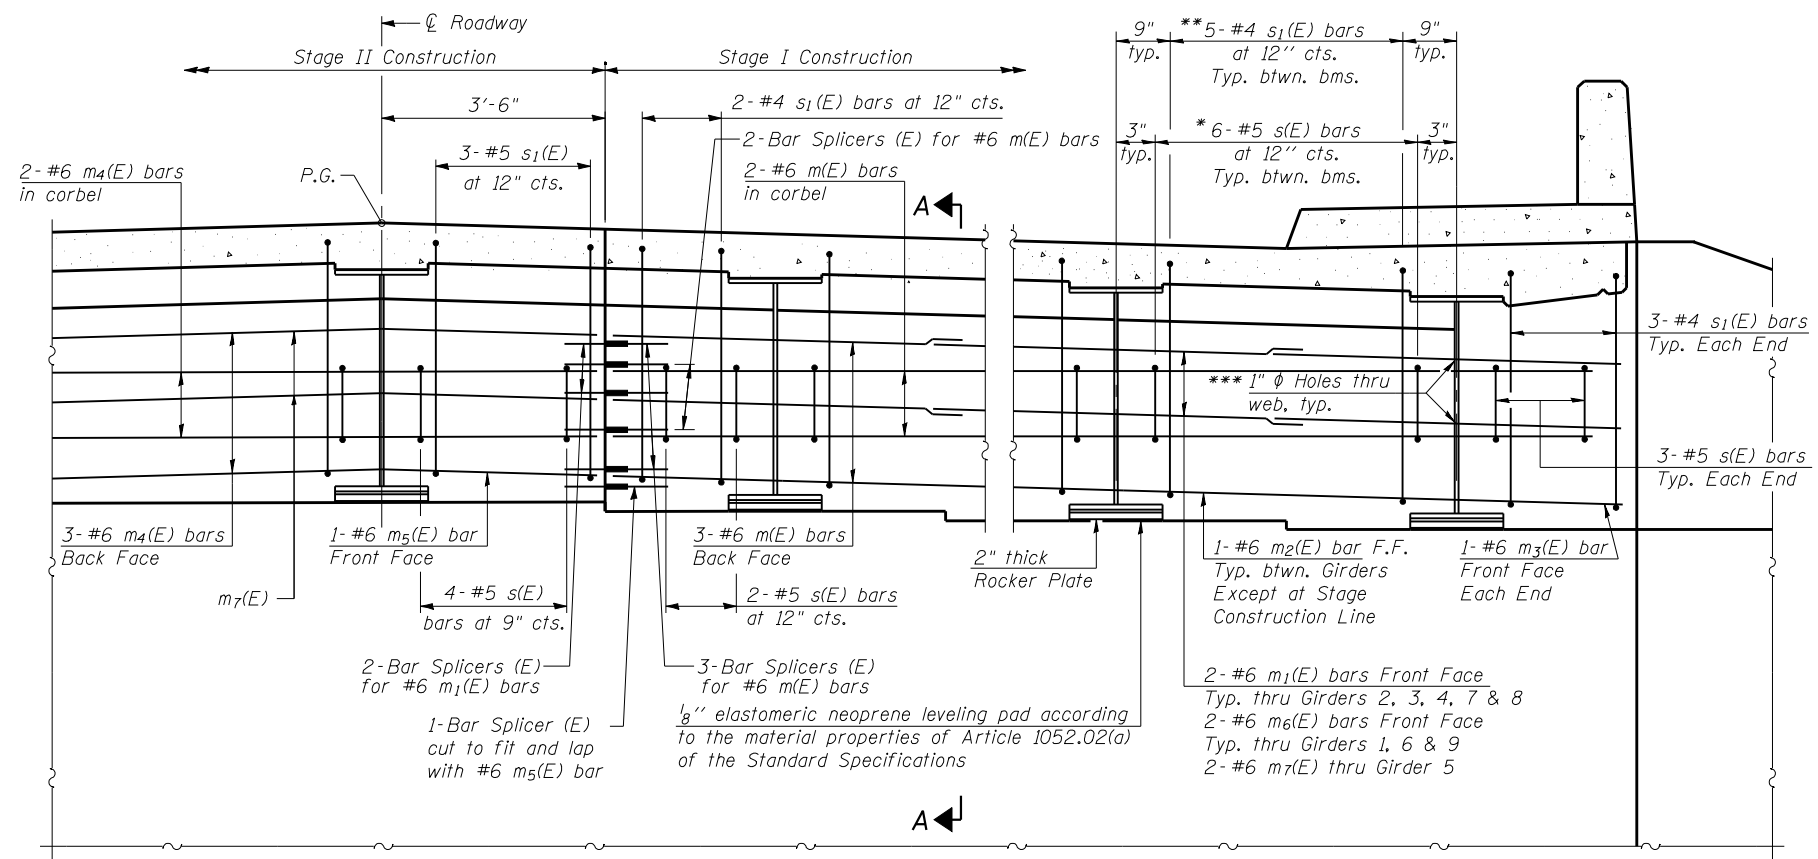 ℄ Roadway
Stage II Construction
Stage I Construction
3'-6"
2-#4 s1(E) bars at 12" cts.
2-Bar Splicers (E) for #6 m(E) bars
3-#5 s1(E)
at 12" cts.
2-#6 m(E) bars
in corbel
2-#6 m4(E) bars
in corbel
P.G.
A
9"
typ.
**5-#4 s1(E) bars
at 12" cts.
Typ. btwn. bms.
9"
typ.
3"
typ.
*6-#5 s(E) bars
at 12" cts.
Typ. btwn. bms.
3"
typ.
3-#4 s1(E) bars
Typ. Each End
***1" ϕ Holes thru
web, typ.
3-#5 s(E) bars
Typ. Each End
3-#6 m4(E) bars
Back Face
1-#6 m5(E) bar
Front Face
3-#6 m(E) bars
Back Face
2" thick
Rocker Plate
1-#6 m2(E) bar F.F.
Typ. btwn. Girders
Except at Stage
Construction Line
1-#6 m3(E) bar
Front Face
Each End
m7(E)
4-#5 s(E)
bars at 9" cts.
2-#5 s(E) bars
at 12" cts.
2-Bar Splicers (E)
for #6 m1(E) bars
3-Bar Splicers (E)
for #6 m(E) bars
1-Bar Splicer (E)
cut to fit and lap
with #6 m5(E) bar
1/8" elastomeric neoprene leveling pad according
to the material properties of Article 1052.02(a)
of the Standard Specifications
2-#6 m1(E) bars Front Face
Typ. thru Girders 2, 3, 4, 7 & 8
2-#6 m6(E) bars Front Face
Typ. thru Girders 1, 6 & 9
2-#6 m7(E) thru Girder 5
A